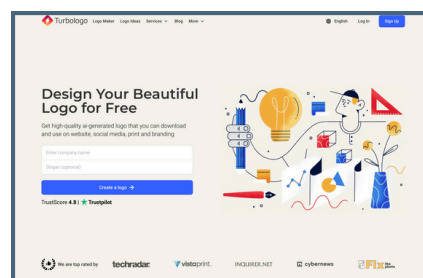 Turbologo Logo Maker Logo Ideas Services Blog More English Log In Sign Up
Design Your Beautiful
Logo for Free
Get high-quality ai-generated logo that you can download
and use on website, social media, print and branding
Enter company name
Slogan (optional)
Create a logo →
TrustScore 4.8 | Trustpilot
We are top rated by techradar. vistaprint. INQUIRER.NET cybernews Fix